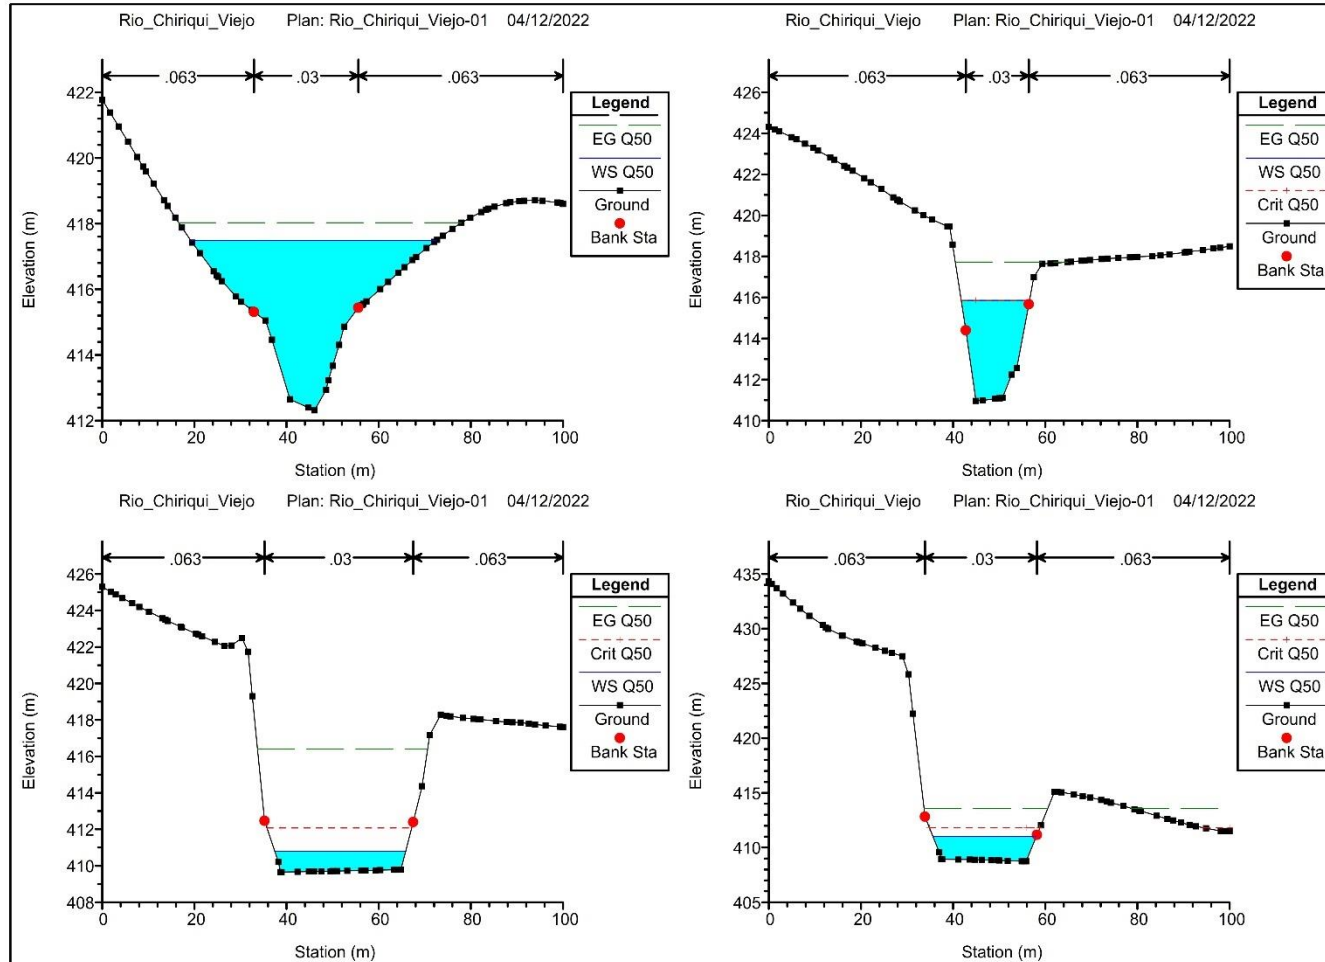 Rio_Chiriqui_Viejo Plan: Rio_Chiriqui_Viejo-01 04/12/2022
.063 .03 .063
422
420
418
416
414
412
0 20 40 60 80 100
Elevation (m)
Station (m)
Legend
EG Q50
WS Q50
Ground
Bank Sta
Rio_Chiriqui_Viejo Plan: Rio_Chiriqui_Viejo-01 04/12/2022
.063 .03 .063
426
424
422
420
418
416
414
412
410
0 20 40 60 80 100
Elevation (m)
Station (m)
Legend
EG Q50
WS Q50
Crit Q50
Ground
Bank Sta
Rio_Chiriqui_Viejo Plan: Rio_Chiriqui_Viejo-01 04/12/2022
.063 .03 .063
426
424
422
420
418
416
414
412
410
408
0 20 40 60 80 100
Elevation (m)
Station (m)
Legend
EG Q50
Crit Q50
WS Q50
Ground
Bank Sta
Rio_Chiriqui_Viejo Plan: Rio_Chiriqui_Viejo-01 04/12/2022
.063 .03 .063
435
430
425
420
415
410
405
0 20 40 60 80 100
Elevation (m)
Station (m)
Legend
EG Q50
Crit Q50
WS Q50
Ground
Bank Sta